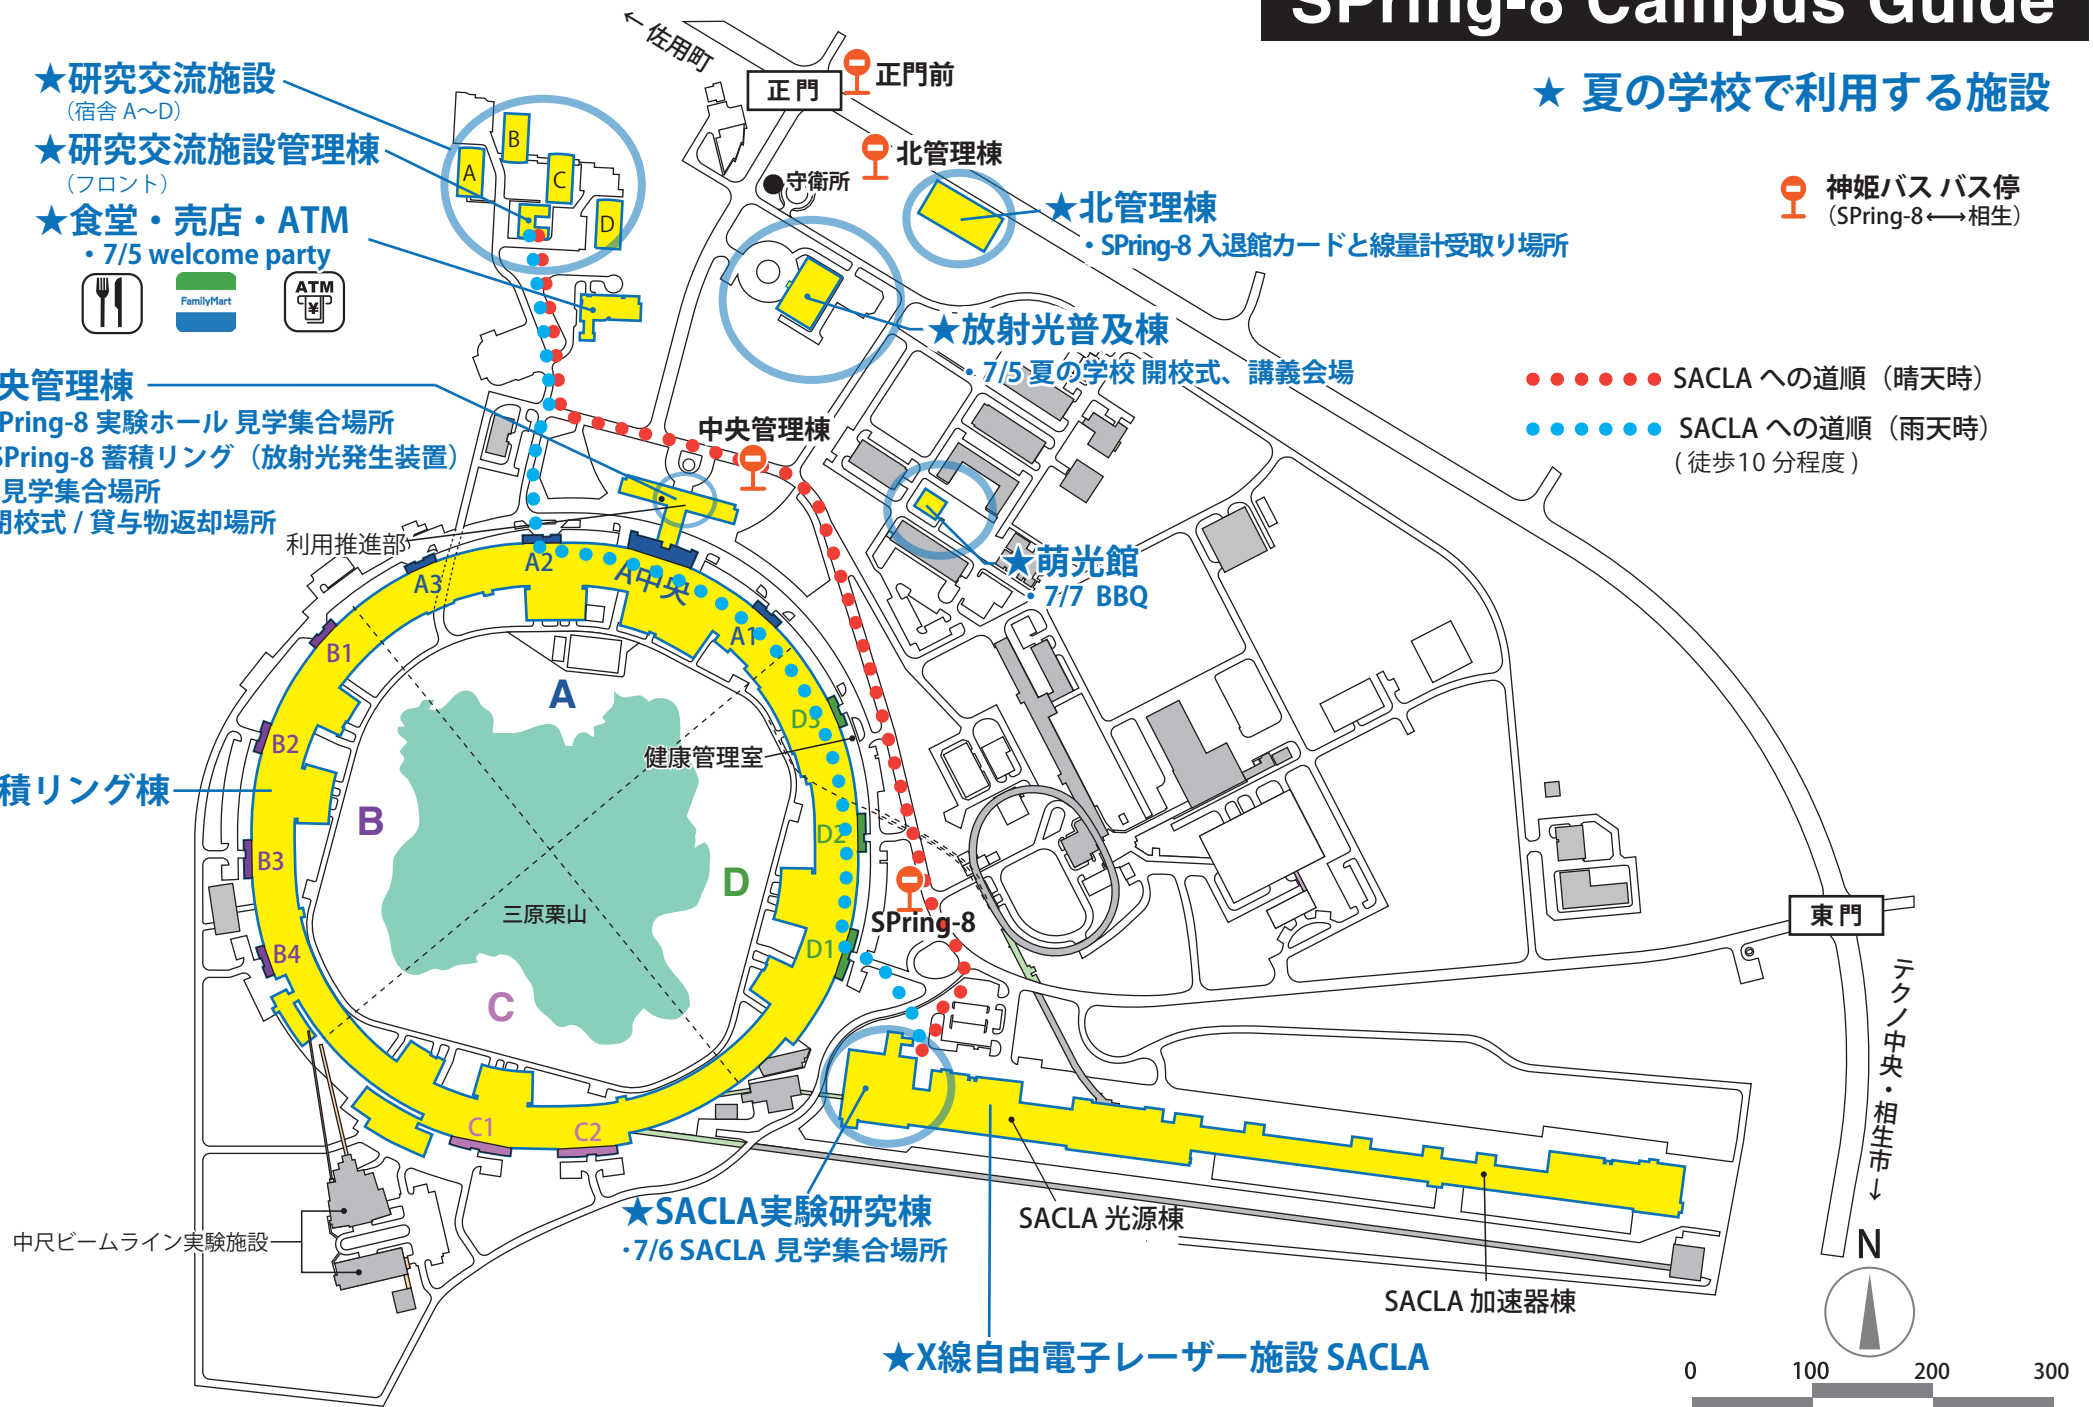 SPring-8 Campus Guide
← 佐用町
正門
正門前
★研究交流施設
(宿舎 A〜D)
★ 夏の学校で利用する施設
★研究交流施設管理棟
(フロント)
北管理棟
守衛所
神姫バス バス停
(SPring-8⟷相生)
A
B
C
D
★食堂・売店・ATM
・7/5 welcome party
FamilyMart
ATM
¥
★北管理棟
・SPring-8 入退館カードと線量計受取り場所
★放射光普及棟
・7/5 夏の学校 開校式、講義会場
央管理棟
Pring-8 実験ホール 見学集合場所
SPring-8 蓄積リング（放射光発生装置）
見学集合場所
閉校式 / 貸与物返却場所
中央管理棟
SACLA への道順（晴天時）
SACLA への道順（雨天時）
(徒歩10 分程度)
利用推進部
★萌光館
・7/7 BBQ
A3
A2
A中央
A1
B1
B2
B3
B4
C1
C2
D3
D2
D1
A
B
C
D
健康管理室
三原栗山
積リング棟
SPring-8
東門
テクノ中央・相生市→
中尺ビームライン実験施設
★SACLA実験研究棟
・7/6 SACLA 見学集合場所
SACLA 光源棟
SACLA 加速器棟
★X線自由電子レーザー施設 SACLA
N
0 100 200 300